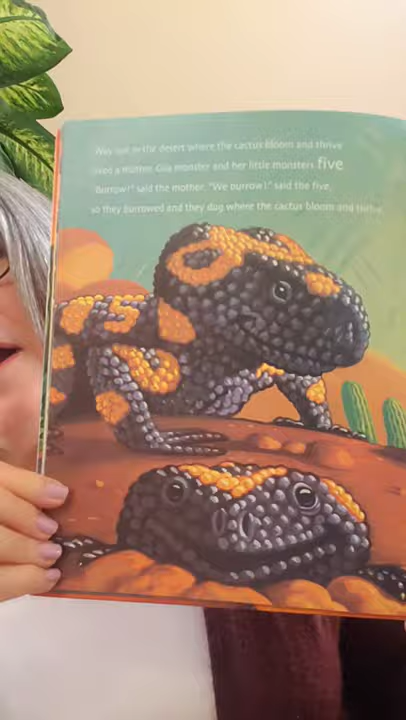 Way out in the desert where the cactus bloom and thrive
lived a mother Gila monster and her little monsters five
"Burrow!" said the mother. "We burrow!" said the five,
so they burrowed and they dug where the cactus bloom and thrive.